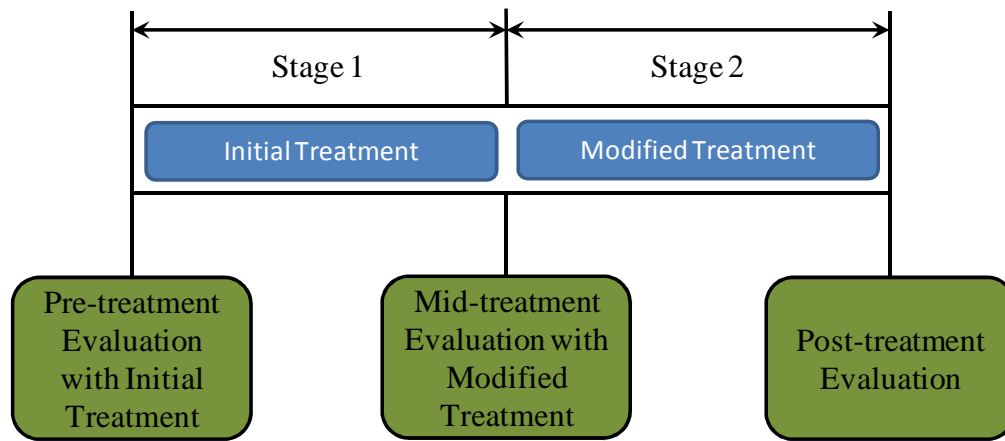 Stage 1
Stage 2
Initial Treatment
Modified Treatment
Pre-treatment
Evaluation
with Initial
Treatment
Mid-treatment
Evaluation with
Modified
Treatment
Post-treatment
Evaluation